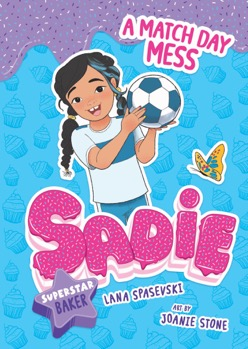 A MATCH DAY
MESS
SADiE
SUPERSTAR
BAKER
LANA SPASEVSKI
ART BY
JOANIE STONE